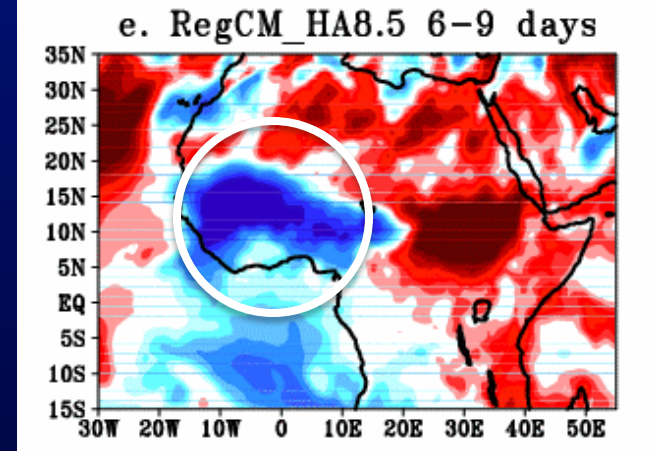 e. RegCM_HA8.5 6-9 days
35N
30N
25N
20N
15N
10N
5N
EQ
5S
10S
15S
30W 20W 10W 0 10E 20E 30E 40E 50E